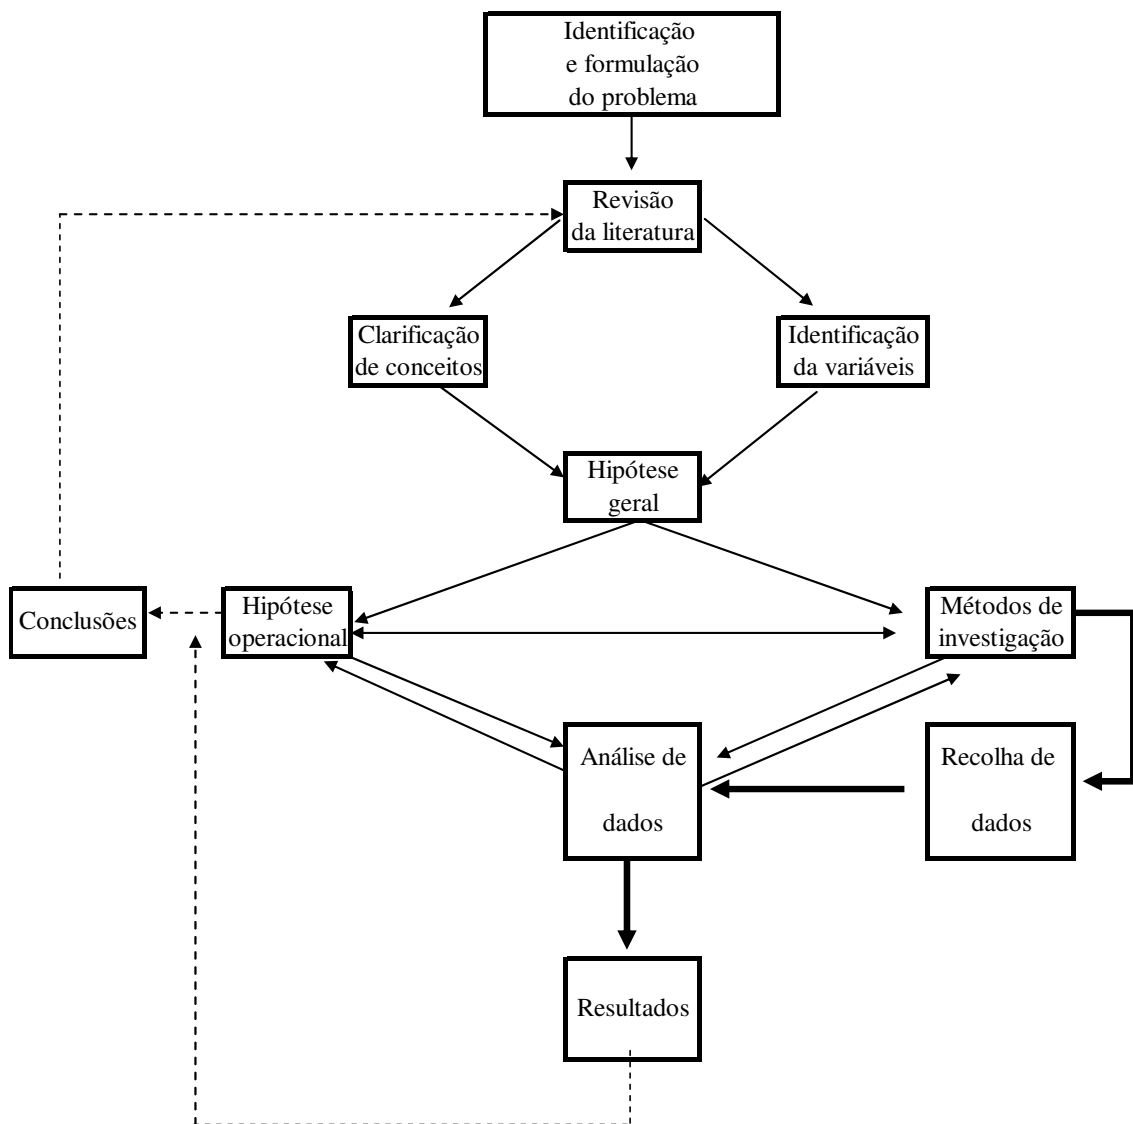 Identificação
e formulação
do problema
Revisão
da literatura
Clarificação
de conceitos
Identificação
da variáveis
Hipótese
geral
Conclusões
Hipótese
operacional
Métodos de
investigação
Análise de
dados
Recolha de
dados
Resultados